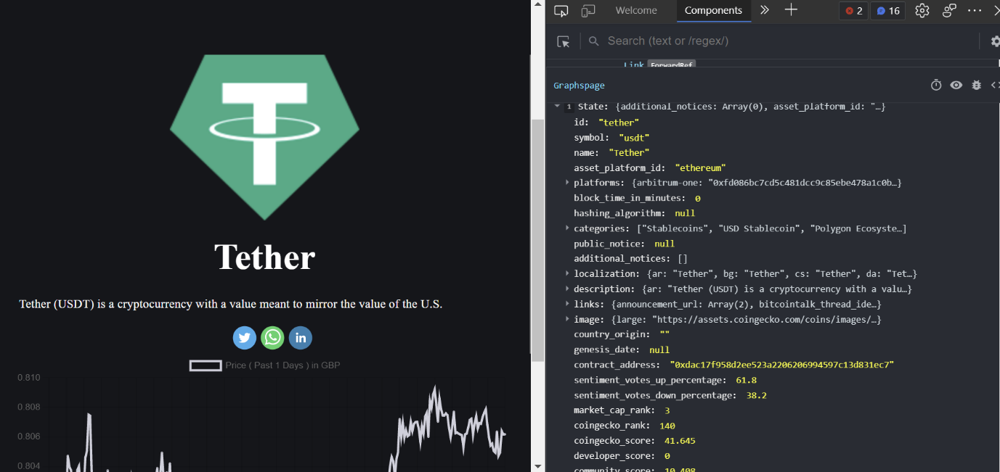 T
Tether
Tether (USDT) is a cryptocurrency with a value meant to mirror the value of the U.S.
in
Price ( Past 1 Days ) in GBP
0.810
0.808
0.806
0.804
Welcome
Components
2
16
Search (text or /regex/)
Link ForwardRef
Graphspage
1 State: {additional_notices: Array(0), asset_platform_id: "…}
id: "tether"
symbol: "usdt"
name: "Tether"
asset_platform_id: "ethereum"
platforms: {arbitrum-one: "0xfd086bc7cd5c481dcc9c85ebe478a1c0b…}
block_time_in_minutes: 0
hashing_algorithm: null
categories: ["Stablecoins", "USD Stablecoin", "Polygon Ecosyste…]
public_notice: null
additional_notices: []
localization: {ar: "Tether", bg: "Tether", cs: "Tether", da: "Tet…}
description: {ar: "Tether (USDT) is a cryptocurrency with a valu…}
links: {announcement_url: Array(2), bitcointalk_thread_ide…}
image: {large: "https://assets.coingecko.com/coins/images/…}
country_origin: ""
genesis_date: null
contract_address: "0xdac17f958d2ee523a2206206994597c13d831ec7"
sentiment_votes_up_percentage: 61.8
sentiment_votes_down_percentage: 38.2
market_cap_rank: 3
coingecko_rank: 140
coingecko_score: 41.645
developer_score: 0
community_score: 10.408